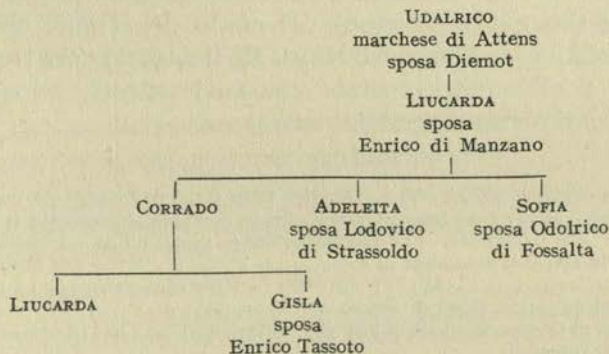 UDALRICO
marchese di Attens
sposa Diemot
LIUCARDA
sposa
Enrico di Manzano
CORRADO
ADELEITA
sposa Lodovico
di Strassoldo
SOFIA
sposa Odolrico
di Fossalta
LIUCARDA
GISLA
sposa
Enrico Tassoto